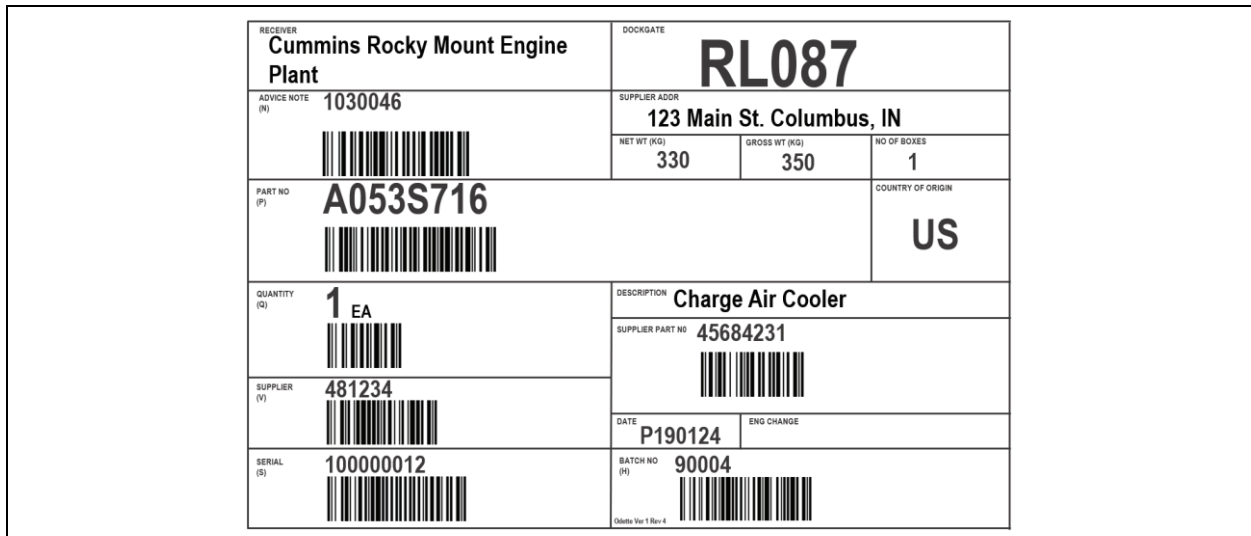 RECEIVER
Cummins Rocky Mount Engine
Plant
DOCKGATE
RL087
ADVICE NOTE
(N)
1030046
SUPPLIER ADDR
123 Main St. Columbus, IN
NET WT (KG)
330
GROSS WT (KG)
350
NO OF BOXES
1
PART NO
(P)
A053S716
COUNTRY OF ORIGIN
US
QUANTITY
(Q)
1 EA
DESCRIPTION Charge Air Cooler
SUPPLIER PART N0 45684231
SUPPLIER
(V)
481234
DATE
P190124
ENG CHANGE
SERIAL
(S)
100000012
BATCH NO
(H)
90004
Odette Ver 1 Rev 4